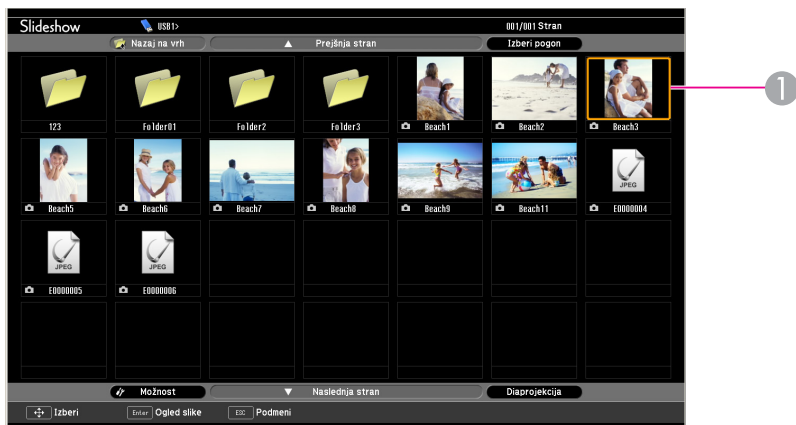 Slideshow USB1> 001/001 Stran
Nazaj na vrh ▲ Prejšnja stran Izberi pogon
123 Folder01 Folder2 Folder3 Beach1 Beach2 Beach3
1
JPEG
Beach5 Beach6 Beach7 Beach8 Beach9 Beach11 E0000004
JPEG JPEG
E0000005 E0000006
Možnost ▼ Naslednja stran Diaprojekcija
Izberi Enter Ogled slike ESC Podmeni